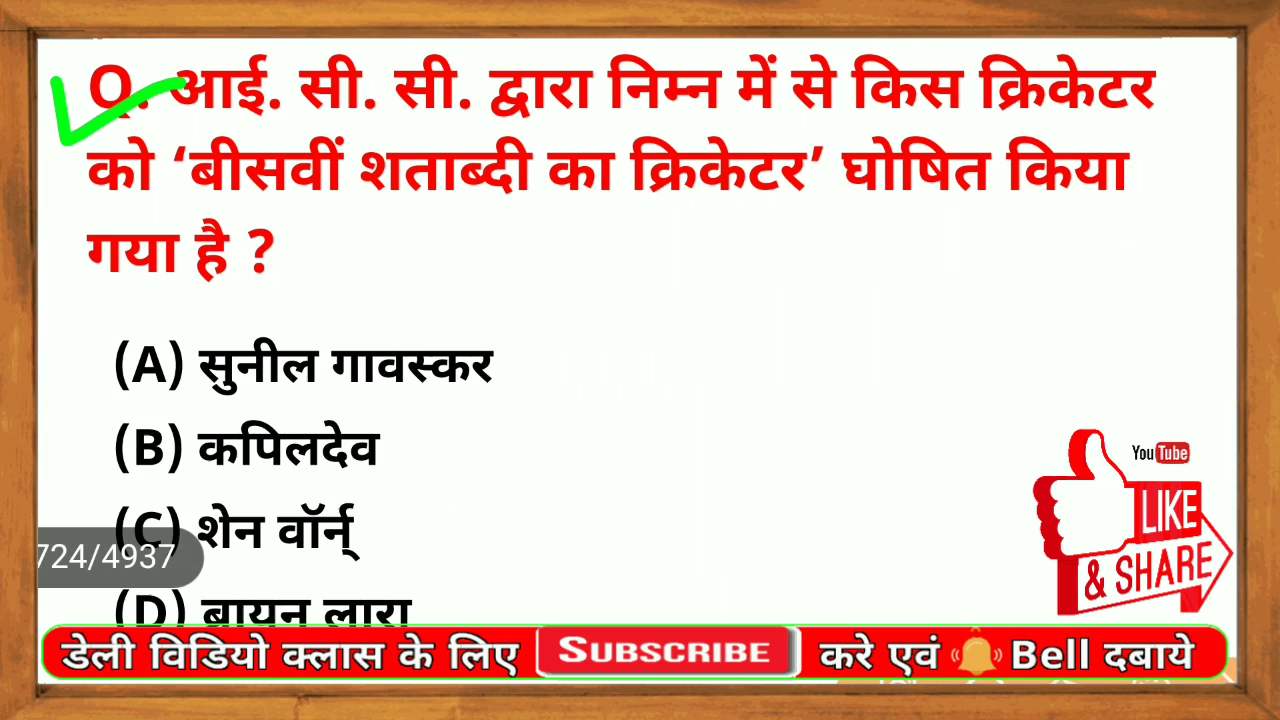 Q. आई. सी. सी. द्वारा निम्न में से किस क्रिकेटर
को ‘बीसवीं शताब्दी का क्रिकेटर’ घोषित किया
गया है ?
(A) सुनील गावस्कर
(B) कपिलदेव
(C) शेन वॉर्न्
724/4937
(D) ब्रायन लारा
You Tube
LIKE
& SHARE
डेली विडियो क्लास के लिए SUBSCRIBE करे एवं Bell दबाये